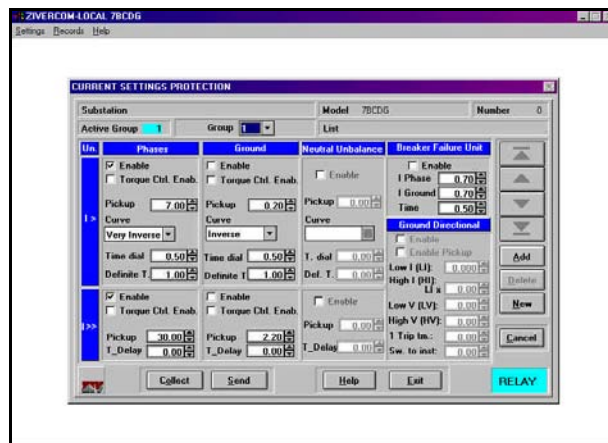 ZIVERCOM-LOCAL 7BCDG
Settings Records Help
CURRENT SETTINGS PROTECTION
Substation Model 7BCDG Number 0
Active Group 1 Group 1 List
Un. Phases Ground Neutral Unbalance Breaker Failure Unit
I >
Enable
Torque Ctrl. Enab.
Pickup 7.00
Curve
Very Inverse
Time dial 0.50
Definite T. 1.00
Enable
Torque Ctrl. Enab.
Pickup 0.20
Curve
Inverse
Time dial 0.50
Definite T 1.00
Enable
Pickup 0.00
Curve
T. dial 0.00
Def. T. 0.00
Enable
I Phase 0.70
I Ground 0.70
Time 0.50
Ground Directional
Enable
Enable Pickup
Low I (LI): 0.000
High I (HI):
LI x 0.00
Low V (LV): 0.00
High V (HV): 0.00
1 Trip tm.: 0.00
Sw. to inst: 0.00
I>>
Enable
Torque Ctrl. Enab.
Pickup 30.00
T_Delay 0.00
Enable
Torque Ctrl. Enab.
Pickup 2.20
T_Delay 0.00
Enable
Pickup 0.00
T_Delay 0.00
Add
Delete
New
Cancel
Collect Send Help Exit RELAY